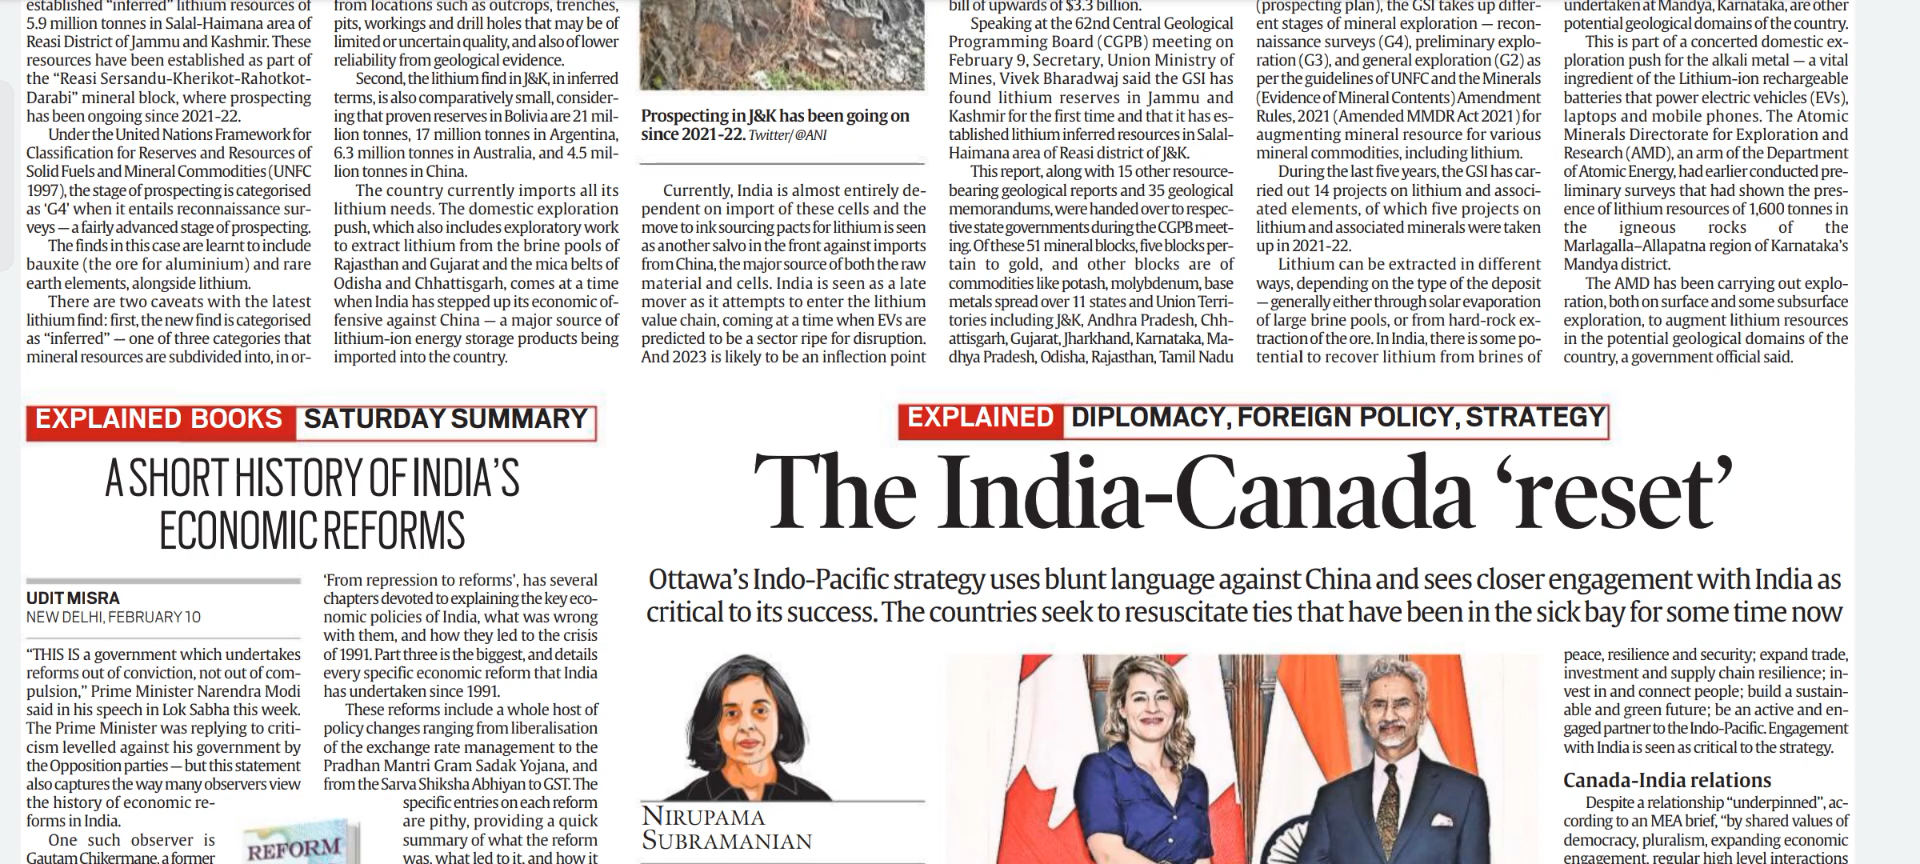 established “inferred” lithium resources of
5.9 million tonnes in Salal-Haimana area of
Reasi District of Jammu and Kashmir. These
resources have been established as part of
the “Reasi Sersandu-Kherikot-Rahotkot-
Darabi” mineral block, where prospecting
has been ongoing since 2021-22.
Under the United Nations Framework for
Classification for Reserves and Resources of
Solid Fuels and Mineral Commodities (UNFC
1997), the stage of prospecting is categorised
as ‘G4’ when it entails reconnaissance sur-
veys — a fairly advanced stage of prospecting.
The finds in this case are learnt to include
bauxite (the ore for aluminium) and rare
earth elements, alongside lithium.
There are two caveats with the latest
lithium find: first, the new find is categorised
as “inferred” — one of three categories that
mineral resources are subdivided into, in or-
from locations such as outcrops, trenches,
pits, workings and drill holes that may be of
limited or uncertain quality, and also of lower
reliability from geological evidence.
Second, the lithium find in J&K, in inferred
terms, is also comparatively small, consider-
ing that proven reserves in Bolivia are 21 mil-
lion tonnes, 17 million tonnes in Argentina,
6.3 million tonnes in Australia, and 4.5 mil-
lion tonnes in China.
The country currently imports all its
lithium needs. The domestic exploration
push, which also includes exploratory work
to extract lithium from the brine pools of
Rajasthan and Gujarat and the mica belts of
Odisha and Chhattisgarh, comes at a time
when India has stepped up its economic of-
fensive against China — a major source of
lithium-ion energy storage products being
imported into the country.
Prospecting in J&K has been going on
since 2021-22. Twitter/@ANI
Currently, India is almost entirely de-
pendent on import of these cells and the
move to ink sourcing pacts for lithium is seen
as another salvo in the front against imports
from China, the major source of both the raw
material and cells. India is seen as a late
mover as it attempts to enter the lithium
value chain, coming at a time when EVs are
predicted to be a sector ripe for disruption.
And 2023 is likely to be an inflection point
bill of upwards of $3.3 billion.
Speaking at the 62nd Central Geological
Programming Board (CGPB) meeting on
February 9, Secretary, Union Ministry of
Mines, Vivek Bharadwaj said the GSI has
found lithium reserves in Jammu and
Kashmir for the first time and that it has es-
tablished lithium inferred resources in Salal-
Haimana area of Reasi district of J&K.
This report, along with 15 other resource-
bearing geological reports and 35 geological
memorandums, were handed over to respec-
tive state governments during the CGPB meet-
ing. Of these 51 mineral blocks, five blocks per-
tain to gold, and other blocks are of
commodities like potash, molybdenum, base
metals spread over 11 states and Union Terri-
tories including J&K, Andhra Pradesh, Chh-
attisgarh, Gujarat, Jharkhand, Karnataka, Ma-
dhya Pradesh, Odisha, Rajasthan, Tamil Nadu
(prospecting plan), the GSI takes up differ-
ent stages of mineral exploration — recon-
naissance surveys (G4), preliminary explo-
ration (G3), and general exploration (G2) as
per the guidelines of UNFC and the Minerals
(Evidence of Mineral Contents) Amendment
Rules, 2021 (Amended MMDR Act 2021) for
augmenting mineral resource for various
mineral commodities, including lithium.
During the last five years, the GSI has car-
ried out 14 projects on lithium and associ-
ated elements, of which five projects on
lithium and associated minerals were taken
up in 2021-22.
Lithium can be extracted in different
ways, depending on the type of the deposit
— generally either through solar evaporation
of large brine pools, or from hard-rock ex-
traction of the ore. In India, there is some po-
tential to recover lithium from brines of
undertaken at Mandya, Karnataka, are other
potential geological domains of the country.
This is part of a concerted domestic ex-
ploration push for the alkali metal — a vital
ingredient of the Lithium-ion rechargeable
batteries that power electric vehicles (EVs),
laptops and mobile phones. The Atomic
Minerals Directorate for Exploration and
Research (AMD), an arm of the Department
of Atomic Energy, had earlier conducted pre-
liminary surveys that had shown the pres-
ence of lithium resources of 1,600 tonnes in
the igneous rocks of the
Marlagalla–Allapatna region of Karnataka’s
Mandya district.
The AMD has been carrying out explo-
ration, both on surface and some subsurface
exploration, to augment lithium resources
in the potential geological domains of the
country, a government official said.
EXPLAINED BOOKS SATURDAY SUMMARY
A SHORT HISTORY OF INDIA’S
ECONOMIC REFORMS
UDIT MISRA
NEW DELHI, FEBRUARY 10
“THIS IS a government which undertakes
reforms out of conviction, not out of com-
pulsion,” Prime Minister Narendra Modi
said in his speech in Lok Sabha this week.
The Prime Minister was replying to criti-
cism levelled against his government by
the Opposition parties — but this statement
also captures the way many observers view
the history of economic re-
forms in India.
One such observer is
Gautam Chikermane, a former
‘From repression to reforms’, has several
chapters devoted to explaining the key eco-
nomic policies of India, what was wrong
with them, and how they led to the crisis
of 1991. Part three is the biggest, and details
every specific economic reform that India
has undertaken since 1991.
These reforms include a whole host of
policy changes ranging from liberalisation
of the exchange rate management to the
Pradhan Mantri Gram Sadak Yojana, and
from the Sarva Shiksha Abhiyan to GST. The
specific entries on each reform
are pithy, providing a quick
summary of what the reform
was, what led to it, and how it
REFORM
EXPLAINED DIPLOMACY, FOREIGN POLICY, STRATEGY
The India-Canada ‘reset’
Ottawa’s Indo-Pacific strategy uses blunt language against China and sees closer engagement with India as
critical to its success. The countries seek to resuscitate ties that have been in the sick bay for some time now
NIRUPAMA
SUBRAMANIAN
peace, resilience and security; expand trade,
investment and supply chain resilience; in-
vest in and connect people; build a sustain-
able and green future; be an active and en-
gaged partner to the Indo-Pacific. Engagement
with India is seen as critical to the strategy.
Canada-India relations
Despite a relationship “underpinned”, ac-
cording to an MEA brief, “by shared values of
democracy, pluralism, expanding economic
engagement, regular high level interactions